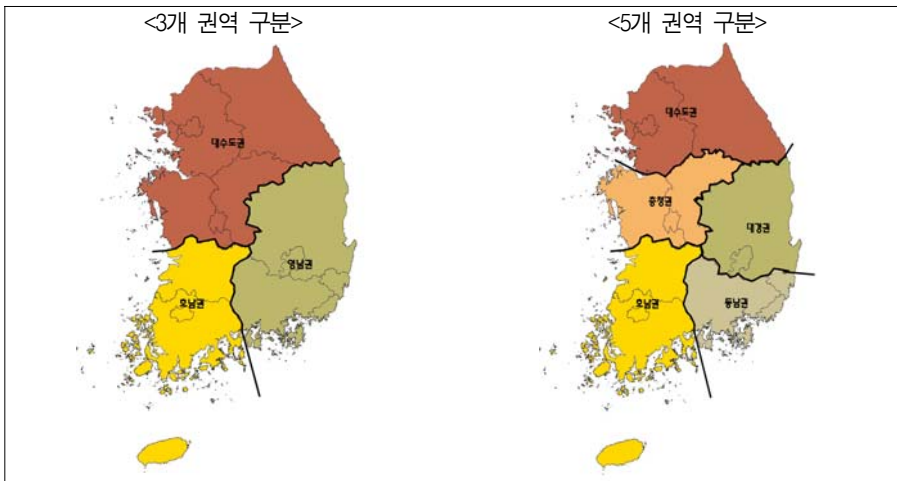 <3개 권역 구분>
<5개 권역 구분>
대수도권
영남권
호남권
대수도권
충청권
대경권
동남권
호남권